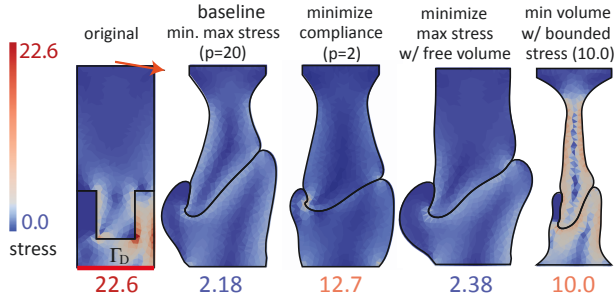 original
baseline
min. max stress
(p=20)
minimize
compliance
(p=2)
minimize
max stress
w/ free volume
min volume
w/ bounded
stress (10.0)
22.6
0.0
stress
Γ_D
22.6
2.18
12.7
2.38
10.0